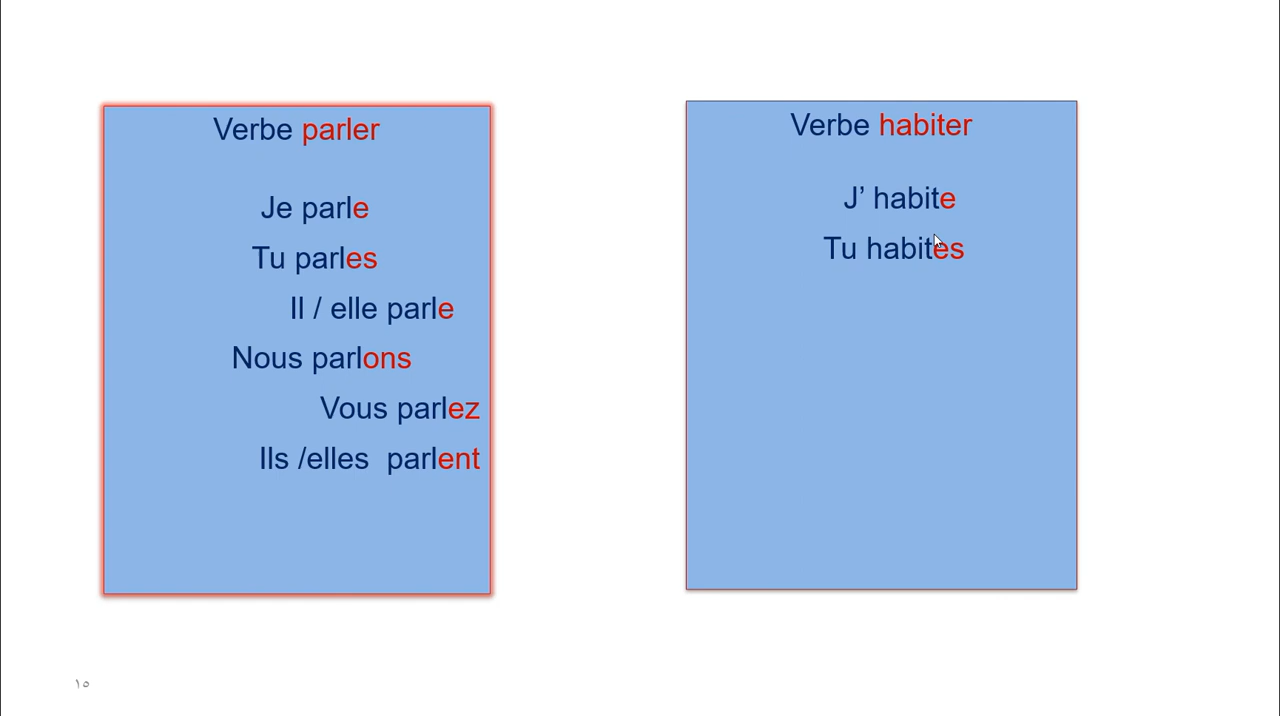 Verbe parler
Je parle
Tu parles
Il / elle parle
Nous parlons
Vous parlez
Ils /elles  parlent
Verbe habiter
J’ habite
Tu habites
١٥